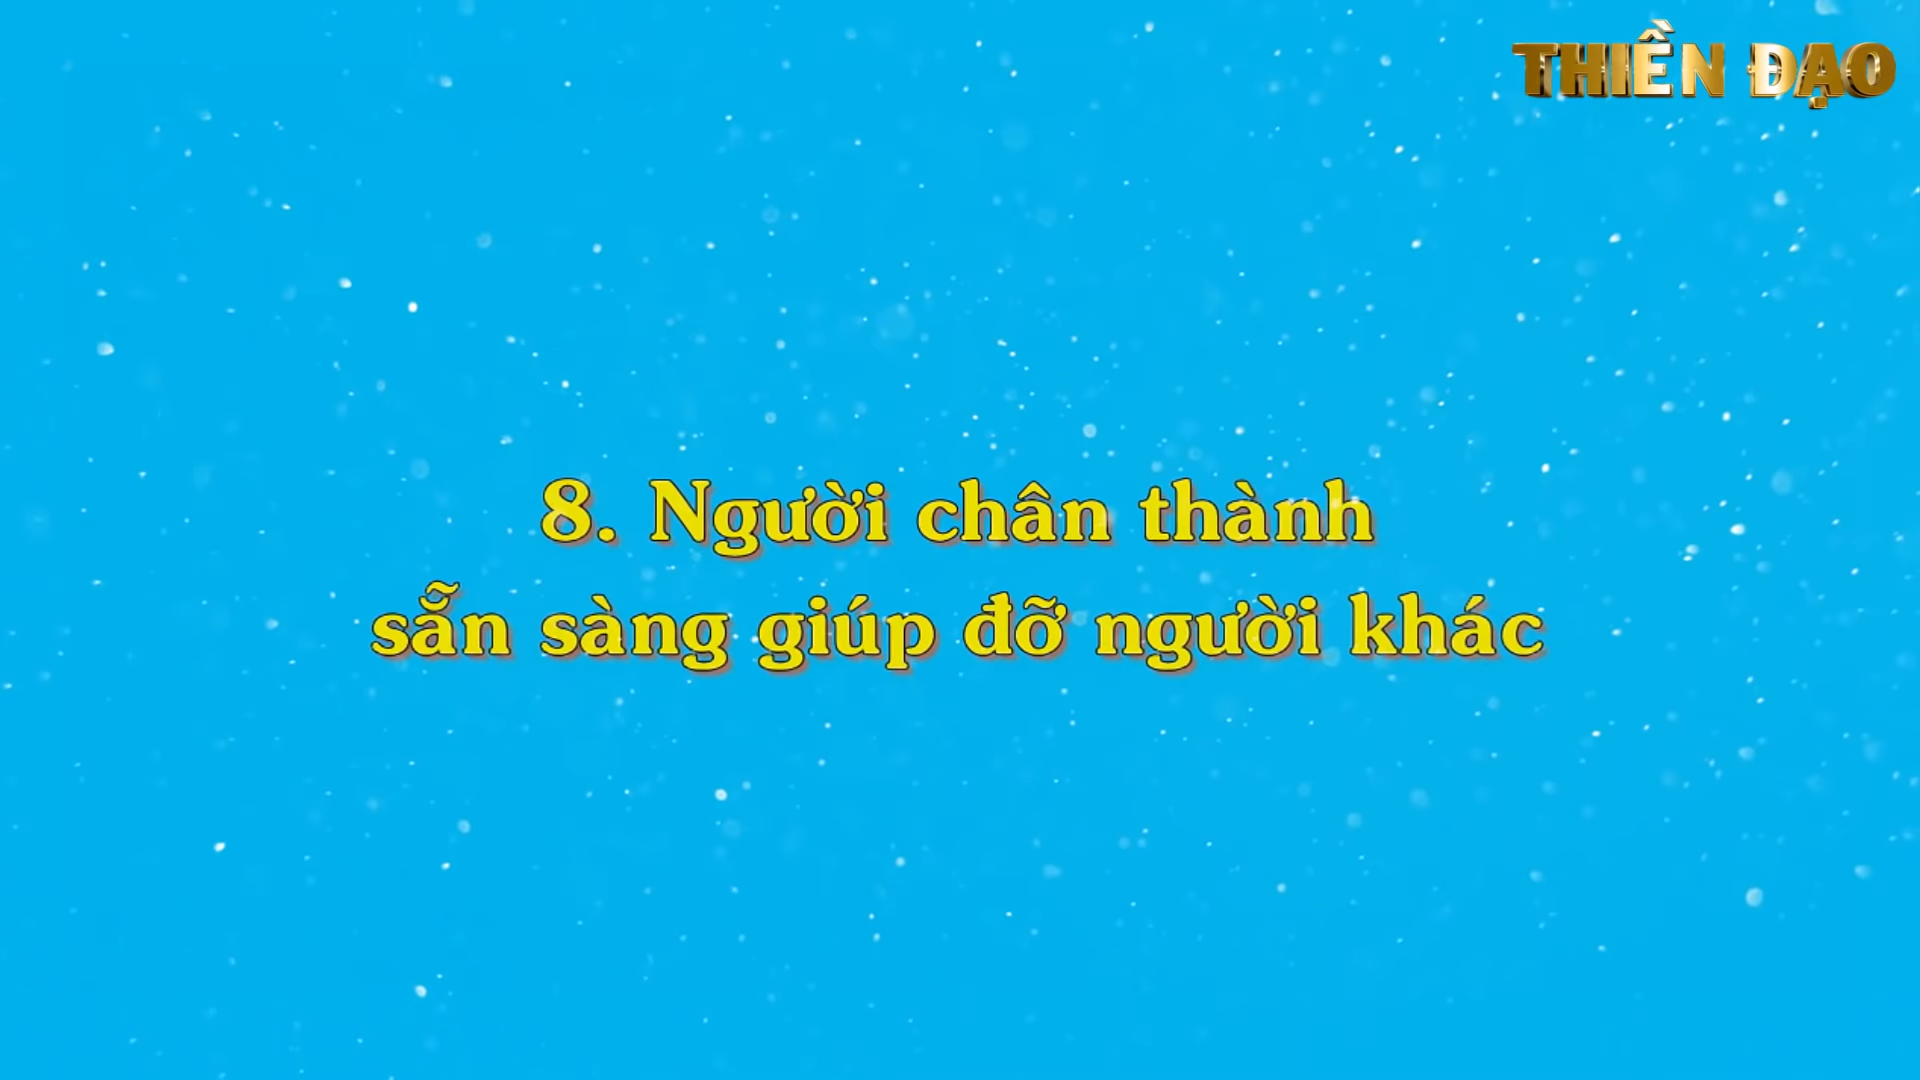 THIỀN ĐẠO
8. Người chân thành
sẵn sàng giúp đỡ người khác